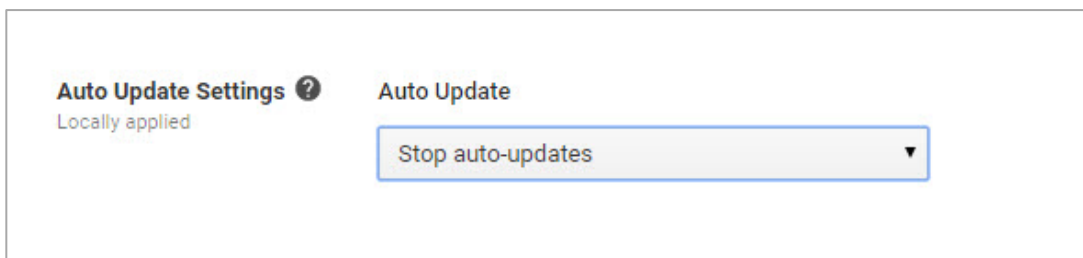 Auto Update Settings
Auto Update
Locally applied
Stop auto-updates